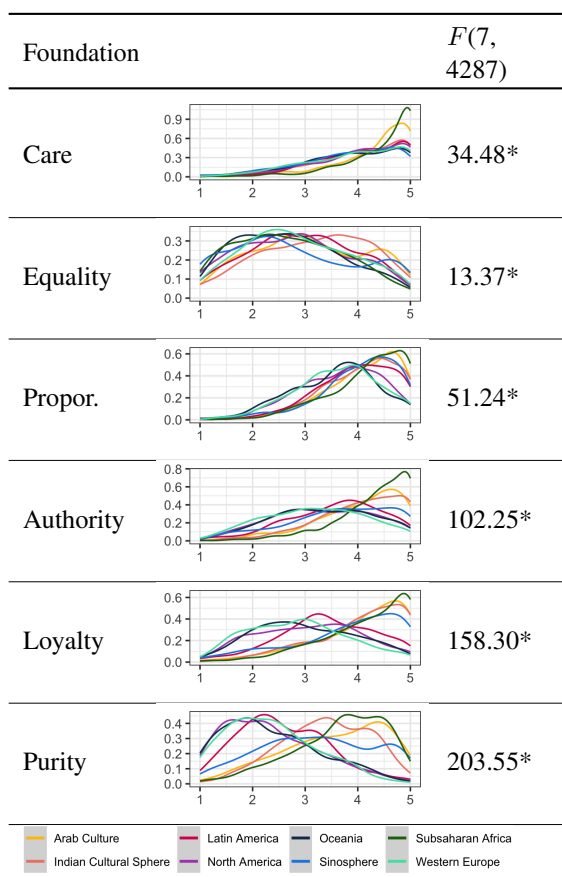 Foundation
F(7,
4287)
Care
0.9
0.6
0.3
0.0
1 2 3 4 5
34.48*
Equality
0.3
0.2
0.1
0.0
1 2 3 4 5
13.37*
Propor.
0.6
0.4
0.2
0.0
1 2 3 4 5
51.24*
Authority
0.8
0.6
0.4
0.2
0.0
1 2 3 4 5
102.25*
Loyalty
0.6
0.4
0.2
0.0
1 2 3 4 5
158.30*
Purity
0.4
0.3
0.2
0.1
0.0
1 2 3 4 5
203.55*
Arab Culture Latin America Oceania Subsaharan Africa
Indian Cultural Sphere North America Sinosphere Western Europe